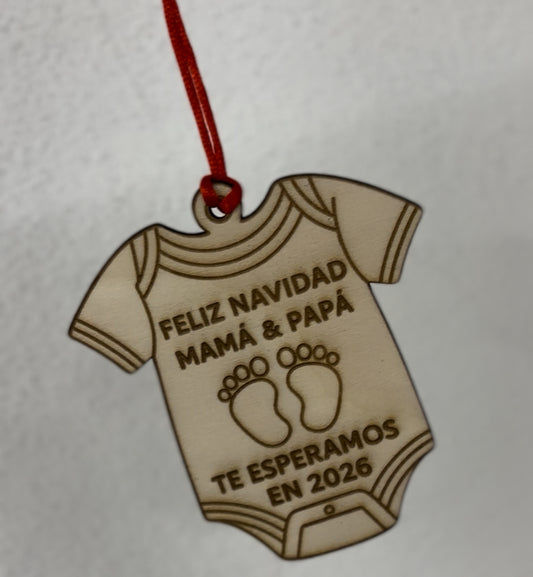 FELIZ NAVIDAD
MAMÁ & PAPÁ
TE ESPERAMOS
EN 2026